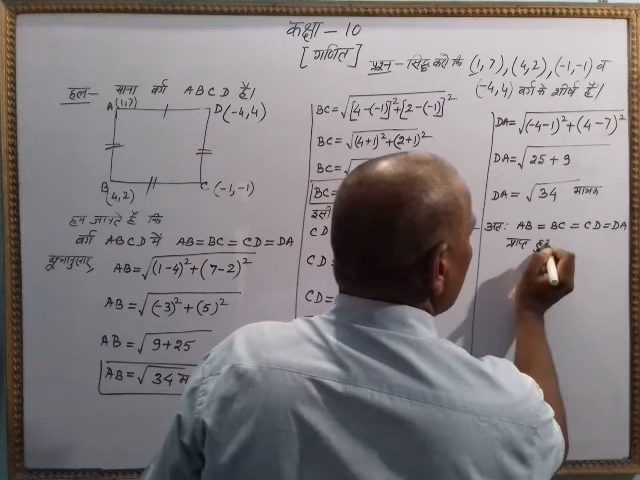 कक्षा - 10
[गणित]
प्रश्न - सिद्ध करो कि (1,7), (4,2), (-1,-1) व
(-4,4) वर्ग के शीर्ष हैं।
हल- माना वर्ग ABCD है।
A (1,7)
D(-4,4)
B (4,2)
C (-1,-1)
हम जानते हैं कि
वर्ग ABCD में AB=BC=CD=DA
सूत्रानुसार,
AB=√(1-4)²+(7-2)²
AB=√(-3)²+(5)²
AB=√9+25
AB=√34 म
BC=√[4-(-1)]²+[2-(-1)]²
BC=√(4+1)²+(2+1)²
BC=√
BC=
इसी
CD
CD=
CD=
DA=√(-4-1)²+(4-7)²
DA=√25+9
DA=√34 मात्रक
अतः AB=BC=CD=DA
प्राप्त हुई